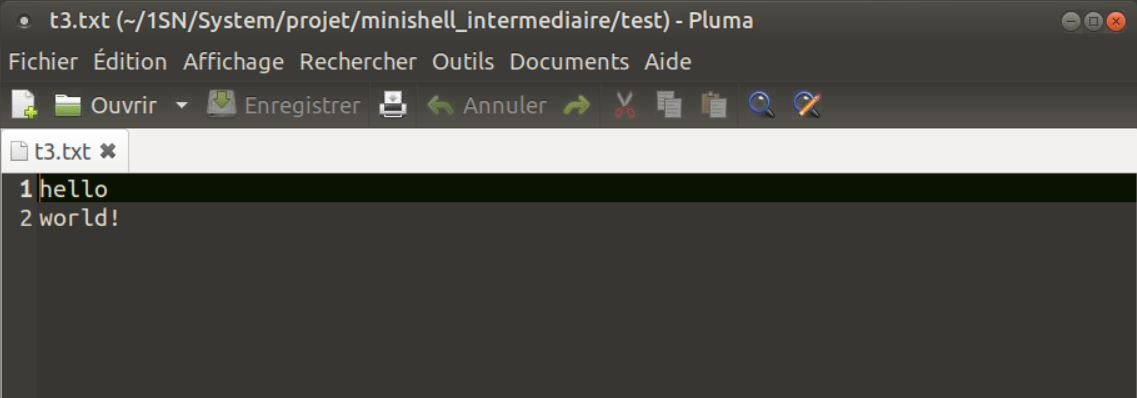 t3.txt (~/1SN/System/projet/minishell_intermediaire/test) - Pluma
Fichier Édition Affichage Rechercher Outils Documents Aide
Ouvrir Enregistrer Annuler
t3.txt
1 hello
2 world!